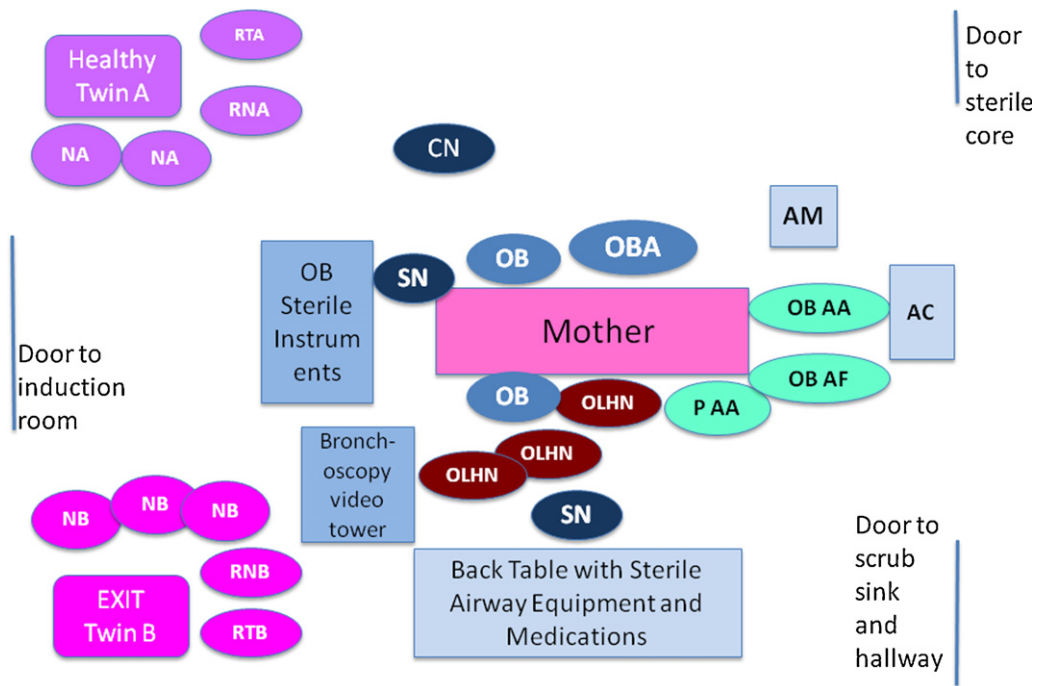 RTA
Healthy
Twin A
RNA
NA
NA
CN
Door
to
sterile
core
AM
OB
Sterile
Instrum
ents
SN
OB
OBA
Mother
OB AA
AC
OB AF
Door to
induction
room
OB
OLHN
P AA
Bronch-
oscopy
video
tower
OLHN
OLHN
SN
NB
NB
NB
RNB
EXIT
Twin B
RTB
Back Table with Sterile
Airway Equipment and
Medications
Door to
scrub
sink
and
hallway